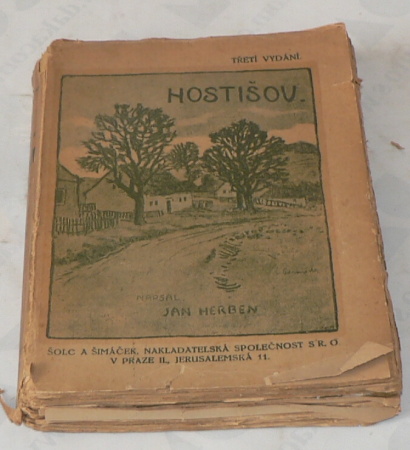 TŘETÍ VYDÁNÍ.
HOSTIŠOV.
NAPSAL
JAN HERBEN
ŠOLC A ŠIMÁČEK, NAKLADATELSKÁ SPOLEČNOST S R. O.
V PRAZE II., JERUSALEMSKÁ 11.